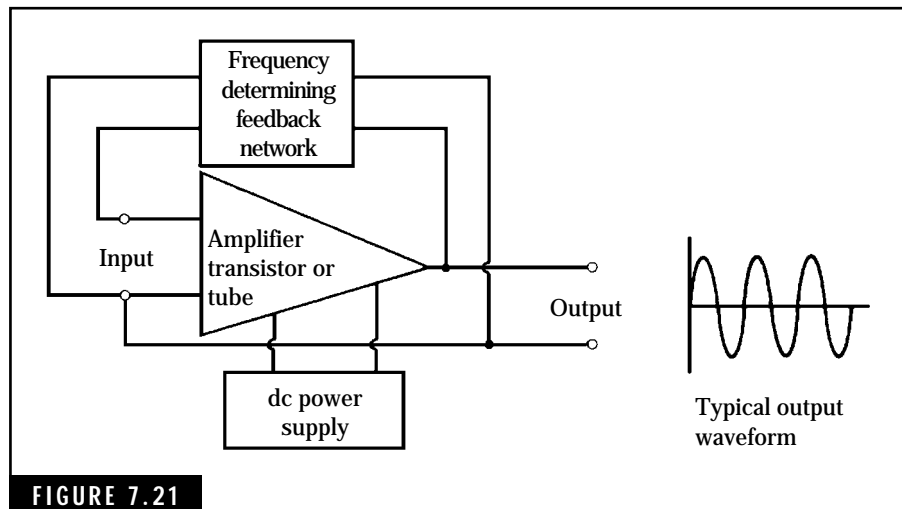 Frequency
determining
feedback
network
Input
Amplifier
transistor or
tube
Output
dc power
supply
Typical output
waveform
FIGURE 7.21